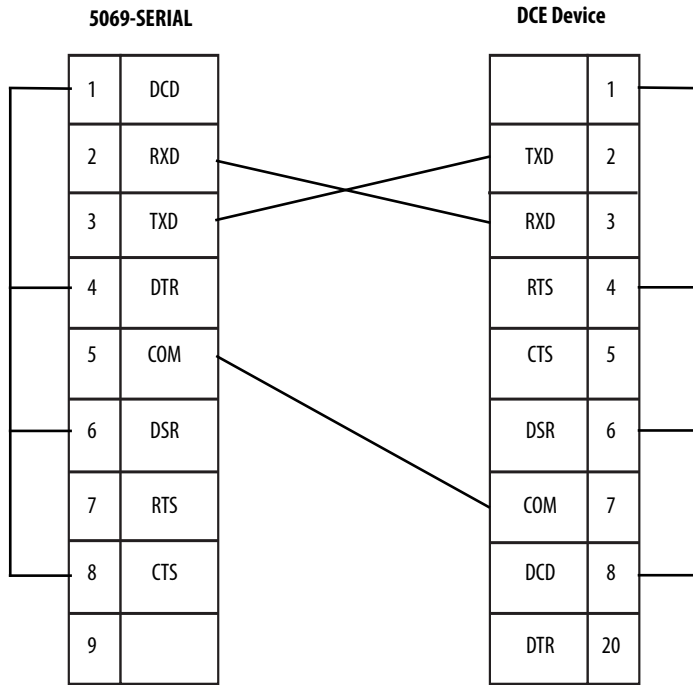 5069-SERIAL DCE Device
1 DCD 1
2 RXD TXD 2
3 TXD RXD 3
4 DTR RTS 4
5 COM CTS 5
6 DSR DSR 6
7 RTS COM 7
8 CTS DCD 8
9 DTR 20